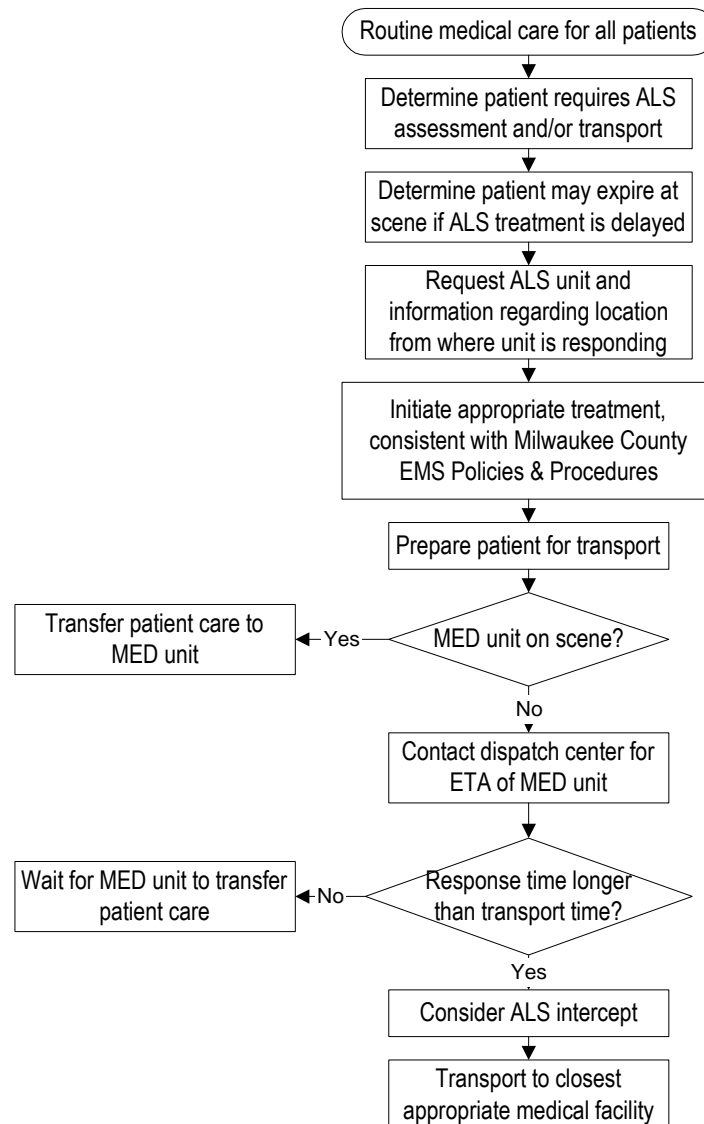 Routine medical care for all patients
Determine patient requires ALS
assessment and/or transport
Determine patient may expire at
scene if ALS treatment is delayed
Request ALS unit and
information regarding location
from where unit is responding
Initiate appropriate treatment,
consistent with Milwaukee County
EMS Policies & Procedures
Prepare patient for transport
MED unit on scene?
Yes
Transfer patient care to
MED unit
No
Contact dispatch center for
ETA of MED unit
Response time longer
than transport time?
No
Wait for MED unit to transfer
patient care
Yes
Consider ALS intercept
Transport to closest
appropriate medical facility